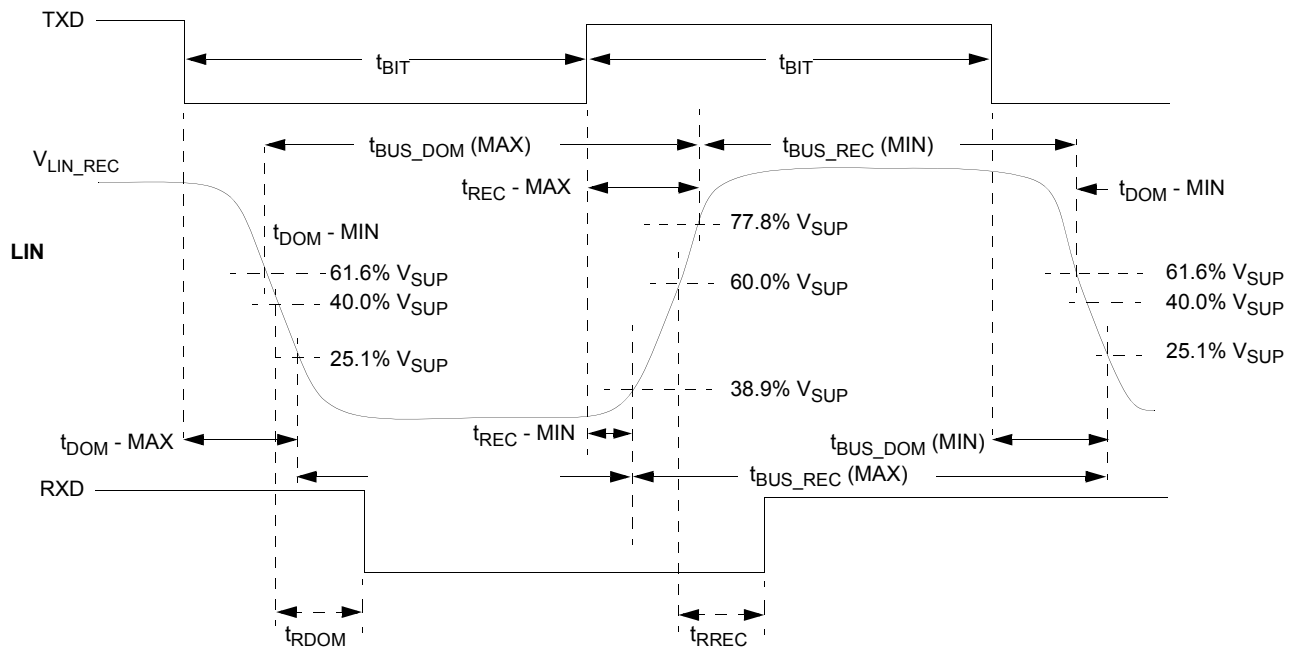 TXD
tBIT
tBIT
tBUS_DOM (MAX)
tBUS_REC (MIN)
VLIN_REC
tREC - MAX
tDOM - MIN
77.8% VSUP
tDOM - MIN
LIN
61.6% VSUP
60.0% VSUP
61.6% VSUP
40.0% VSUP
40.0% VSUP
25.1% VSUP
25.1% VSUP
38.9% VSUP
tDOM - MAX
tREC - MIN
tBUS_DOM (MIN)
tBUS_REC (MAX)
RXD
tRDOM
tRREC